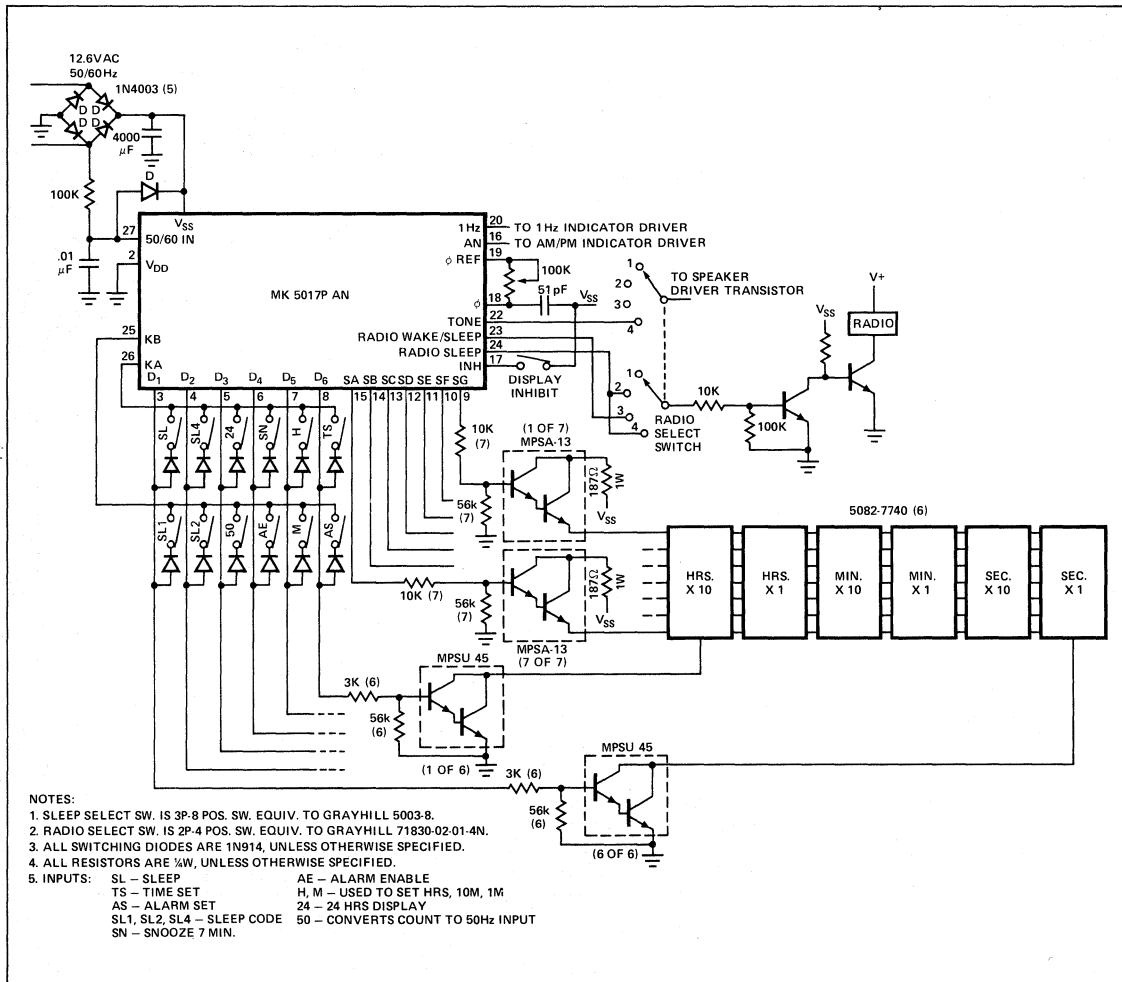 12.6VAC
50/60Hz
1N4003 (5)
D D
D D
4000
μF
D
100K
VSS
27
50/60 IN
.01
μF
2
VDD
MK 5017P AN
25
KB
26
KA
1Hz 20 TO 1Hz INDICATOR DRIVER
AN 16 TO AM/PM INDICATOR DRIVER
φ REF 19
100K
51pF
φ 18
VSS
TONE 22
RADIO WAKE/SLEEP 23
RADIO SLEEP 24
INH 17
DISPLAY
INHIBIT
1
2
3
4
TO SPEAKER
DRIVER TRANSISTOR
1
2
3
4
RADIO
SELECT
SWITCH
10K
100K
VSS
V+
RADIO
D1 D2 D3 D4 D5 D6 SA SB SC SD SE SF SG
3 4 5 6 7 8 15 14 13 12 11 10 9
SL SL4 24 SN H TS
SL1 SL2 50 AE M AS
10K
(7)
(1 OF 7)
MPSA-13
56k
(7)
187Ω
1W
VSS
10K (7)
56k
(7)
187Ω
1W
VSS
MPSA-13
(7 OF 7)
5082-7740 (6)
HRS.
X 10
HRS.
X 1
MIN.
X 10
MIN.
X 1
SEC.
X 10
SEC.
X 1
MPSU 45
3K (6)
56k
(6)
(1 OF 6)
MPSU 45
3K (6)
56k
(6)
(6 OF 6)
NOTES:
1. SLEEP SELECT SW. IS 3P-8 POS. SW. EQUIV. TO GRAYHILL 5003-8.
2. RADIO SELECT SW. IS 2P-4 POS. SW. EQUIV. TO GRAYHILL 71830-02-01-4N.
3. ALL SWITCHING DIODES ARE 1N914, UNLESS OTHERWISE SPECIFIED.
4. ALL RESISTORS ARE ¼W, UNLESS OTHERWISE SPECIFIED.
5. INPUTS: SL – SLEEP AE – ALARM ENABLE
TS – TIME SET H, M – USED TO SET HRS, 10M, 1M
AS – ALARM SET 24 – 24 HRS DISPLAY
SL1, SL2, SL4 – SLEEP CODE 50 – CONVERTS COUNT TO 50Hz INPUT
SN – SNOOZE 7 MIN.